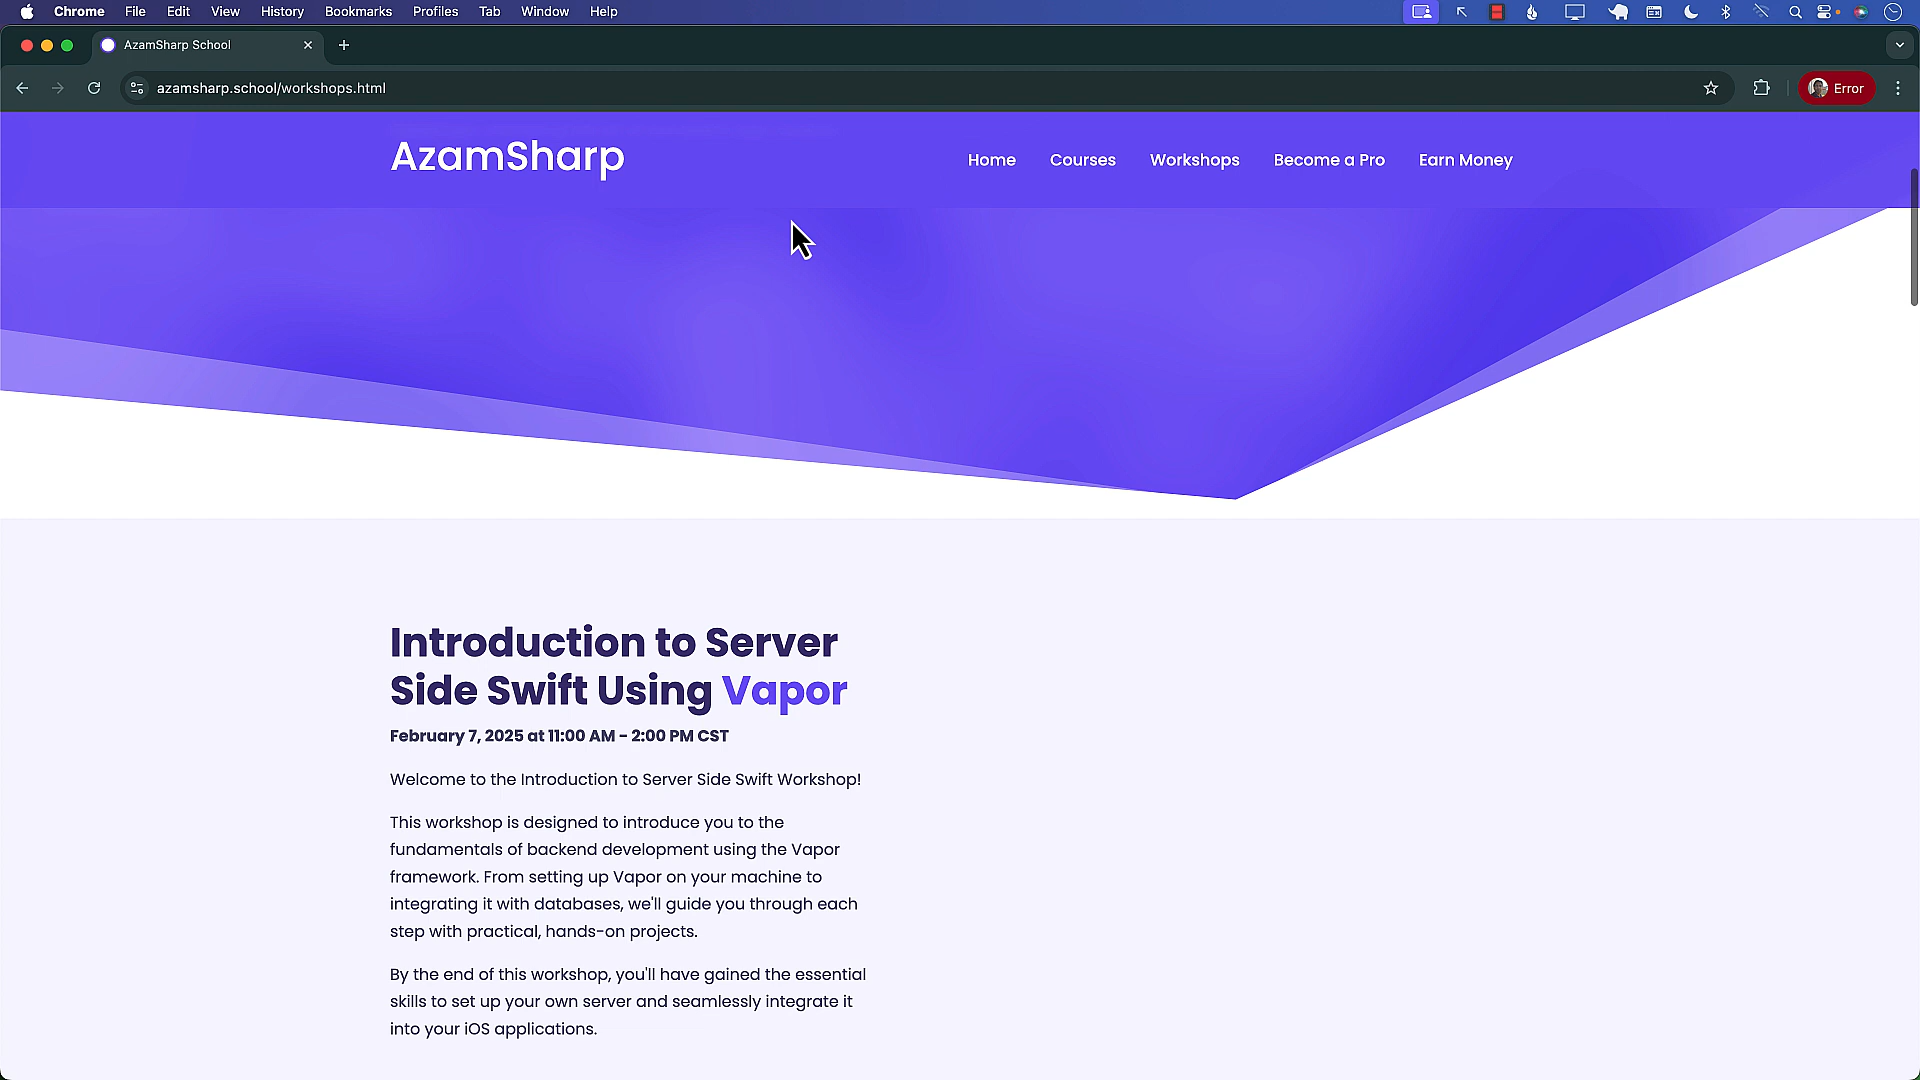 Chrome File Edit View History Bookmarks Profiles Tab Window Help
AzamSharp School
azamsharp.school/workshops.html
Error
AzamSharp
Home Courses Workshops Become a Pro Earn Money
Introduction to Server
Side Swift Using Vapor
February 7, 2025 at 11:00 AM - 2:00 PM CST
Welcome to the Introduction to Server Side Swift Workshop!
This workshop is designed to introduce you to the
fundamentals of backend development using the Vapor
framework. From setting up Vapor on your machine to
integrating it with databases, we'll guide you through each
step with practical, hands-on projects.
By the end of this workshop, you'll have gained the essential
skills to set up your own server and seamlessly integrate it
into your iOS applications.